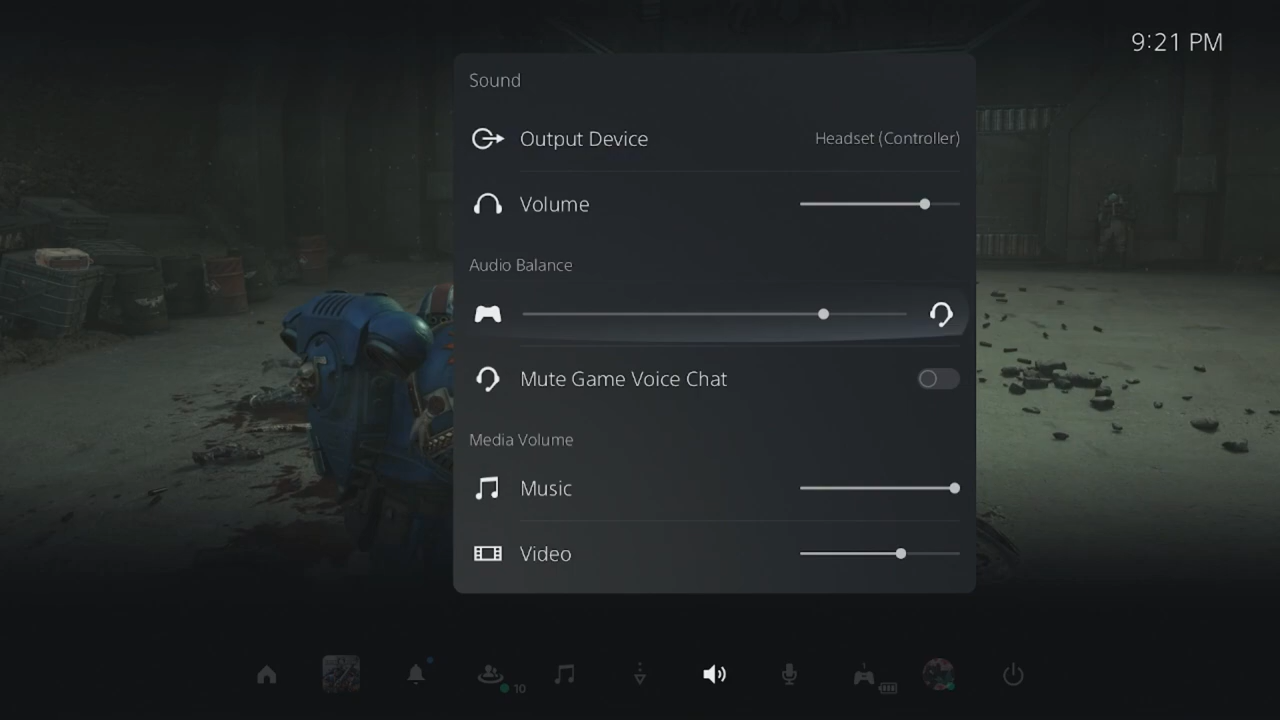 9:21 PM
Sound
Output Device Headset (Controller)
Volume
Audio Balance
Mute Game Voice Chat
Media Volume
Music
Video
10